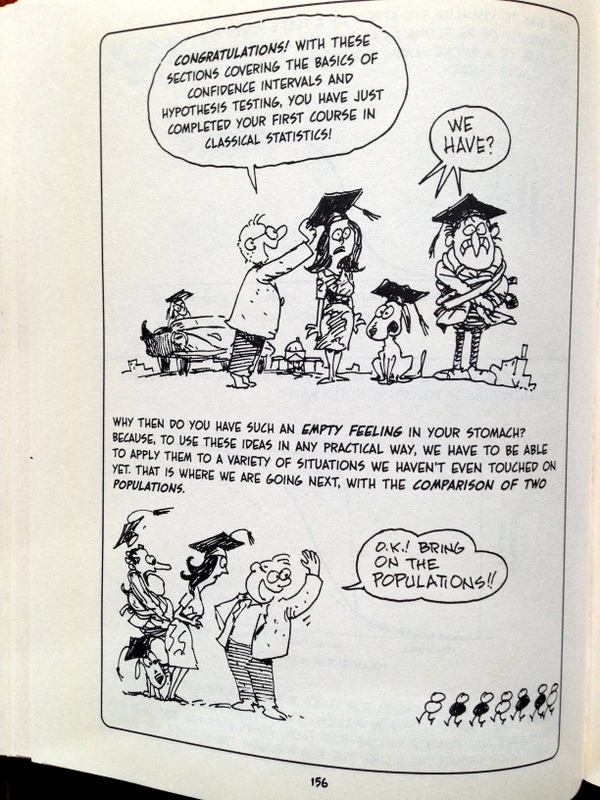 CONGRATULATIONS! WITH THESE
SECTIONS COVERING THE BASICS OF
CONFIDENCE INTERVALS AND
HYPOTHESIS TESTING, YOU HAVE JUST
COMPLETED YOUR FIRST COURSE IN
CLASSICAL STATISTICS!
WE
HAVE?
WHY THEN DO YOU HAVE SUCH AN EMPTY FEELING IN YOUR STOMACH?
BECAUSE, TO USE THESE IDEAS IN ANY PRACTICAL WAY, WE HAVE TO BE ABLE
TO APPLY THEM TO A VARIETY OF SITUATIONS WE HAVEN'T EVEN TOUCHED ON
YET. THAT IS WHERE WE ARE GOING NEXT, WITH THE COMPARISON OF TWO
POPULATIONS.
O.K.! BRING
ON THE
POPULATIONS!!
156